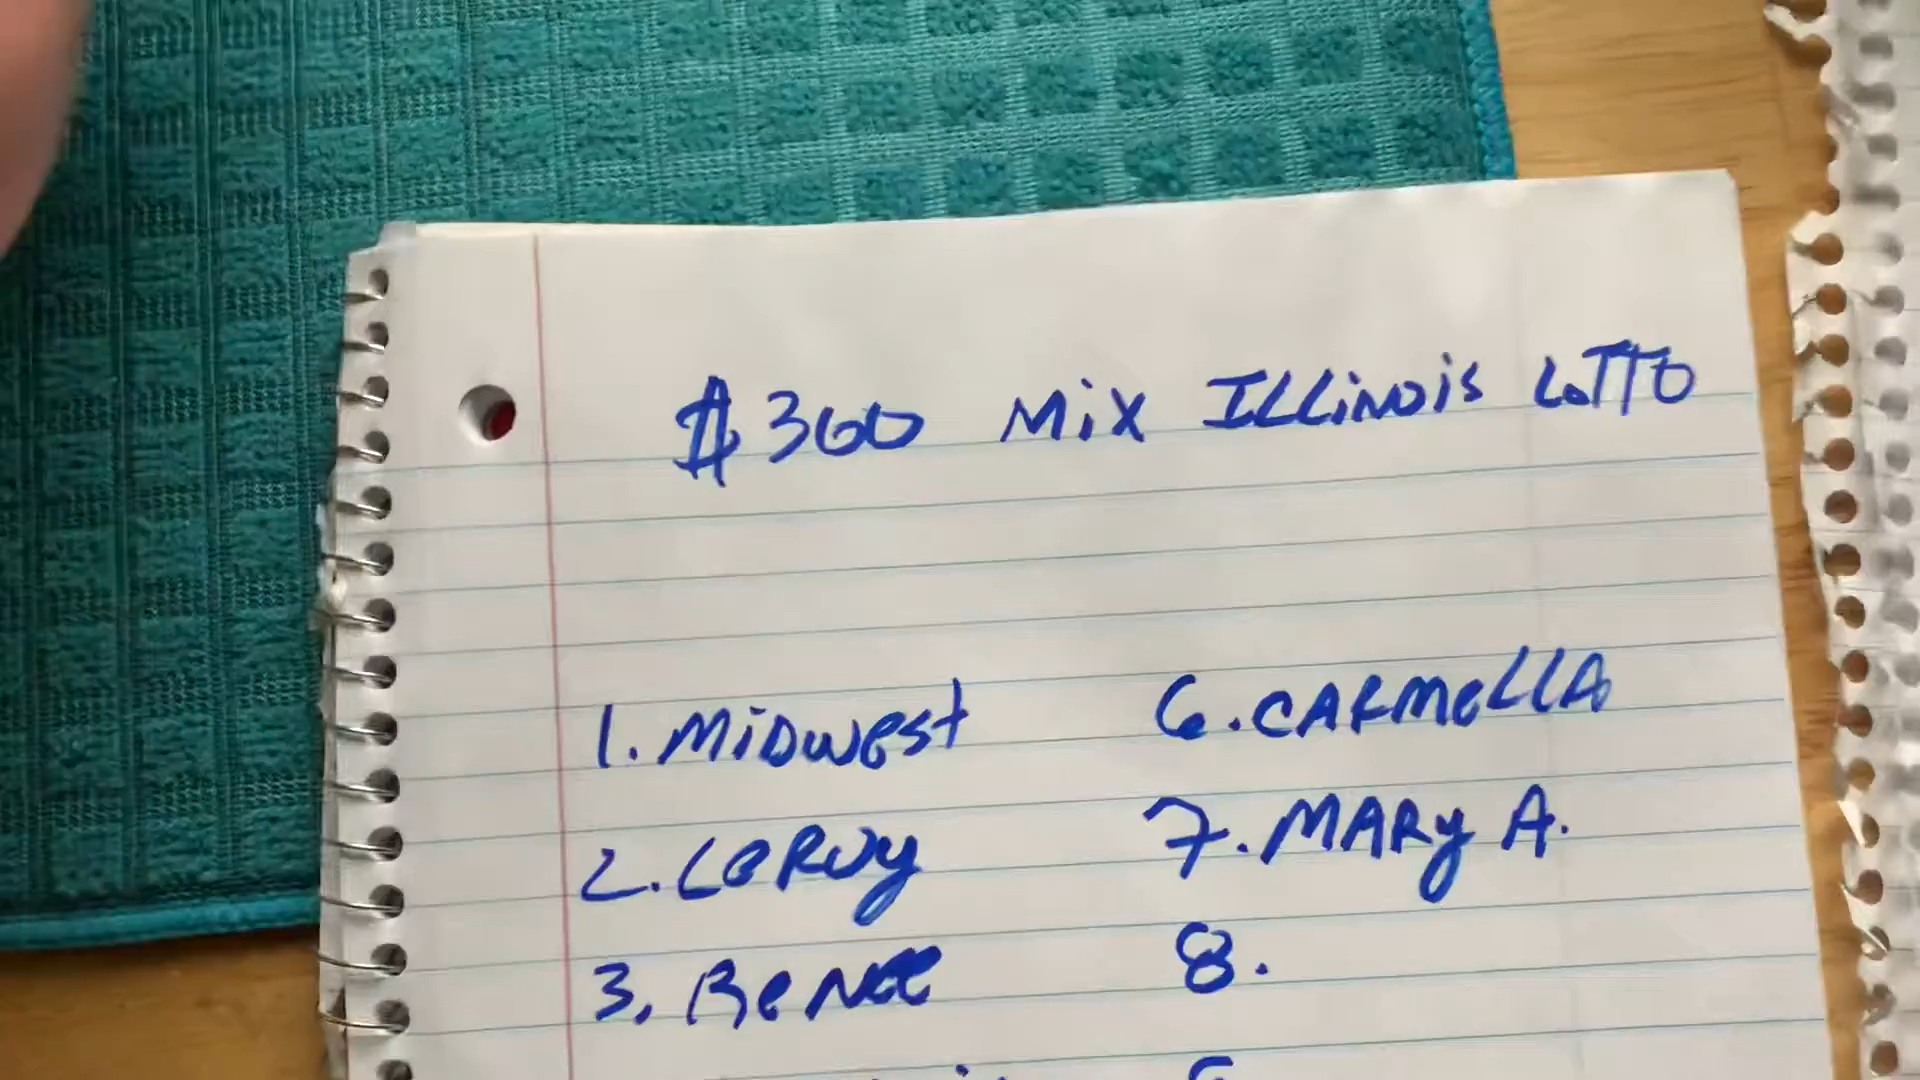 $300 Mix ILLiNois LoTTO
1. MiDwest
2. LeRoy
3. ReNee
6. CARMeLLA
7. MARy A.
8.